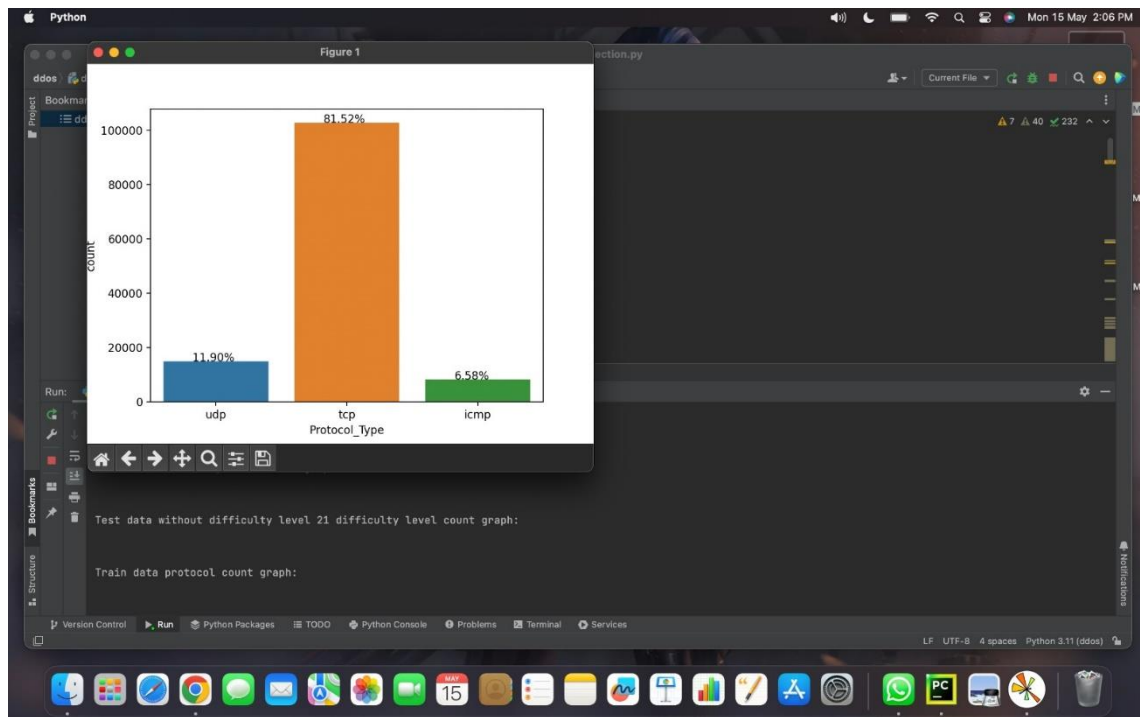 Python
Mon 15 May 2:06 PM
Figure 1
ection.py
ddos
Current File
Project
Bookmar
dd
7 40 232
81.52%
100000
80000
60000
40000
20000
0
count
11.90%
6.58%
udp
tcp
icmp
Protocol_Type
Run:
Test data without difficulty level 21 difficulty level count graph:
Train data protocol count graph:
Bookmarks
Structure
Notifications
Version Control
Run
Python Packages
TODO
Python Console
Problems
Terminal
Services
LF UTF-8 4 spaces Python 3.11 (ddos)
MAY
15
PC